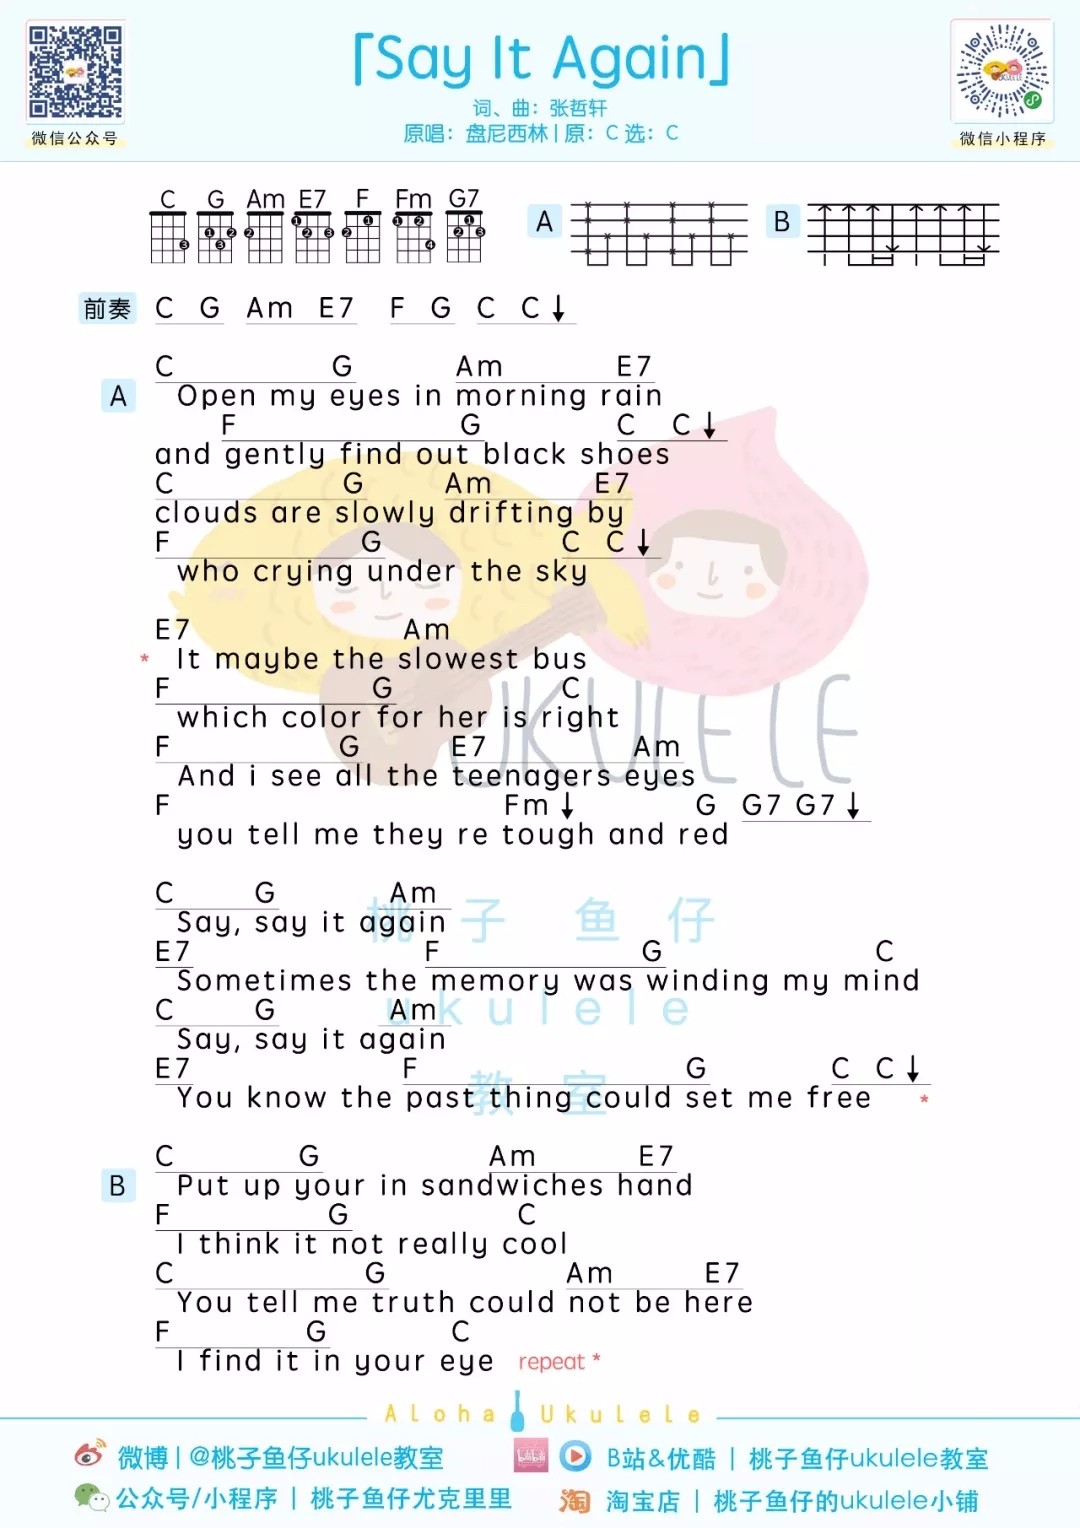 「Say It Again」
词、曲：张哲轩
原唱：盘尼西林 | 原：C 选：C
微信公众号
微信小程序
C G Am E7 F Fm G7
A B
前奏 C G Am E7 F G C C↓
C G Am E7
A Open my eyes in morning rain
F G C C↓
and gently find out black shoes
C G Am E7
clouds are slowly drifting by
F G C C↓
who crying under the sky
E7 Am
* It maybe the slowest bus
F G C
which color for her is right
F G E7 Am
And i see all the teenagers eyes
F Fm↓ G G7 G7↓
you tell me they re tough and red
C G Am
Say, say it again
E7 F G C
Sometimes the memory was winding my mind
C G Am
Say, say it again
E7 F G C C↓
You know the past thing could set me free *
C G Am E7
B Put up your in sandwiches hand
F G C
I think it not really cool
C G Am E7
You tell me truth could not be here
F G C
I find it in your eye repeat *
UKULELE
桃子鱼仔
ukulele
教室
Aloha Ukulele
微博 | @桃子鱼仔ukulele教室
bilibili B站&优酷 | 桃子鱼仔ukulele教室
公众号/小程序 | 桃子鱼仔尤克里里
淘 淘宝店 | 桃子鱼仔的ukulele小铺